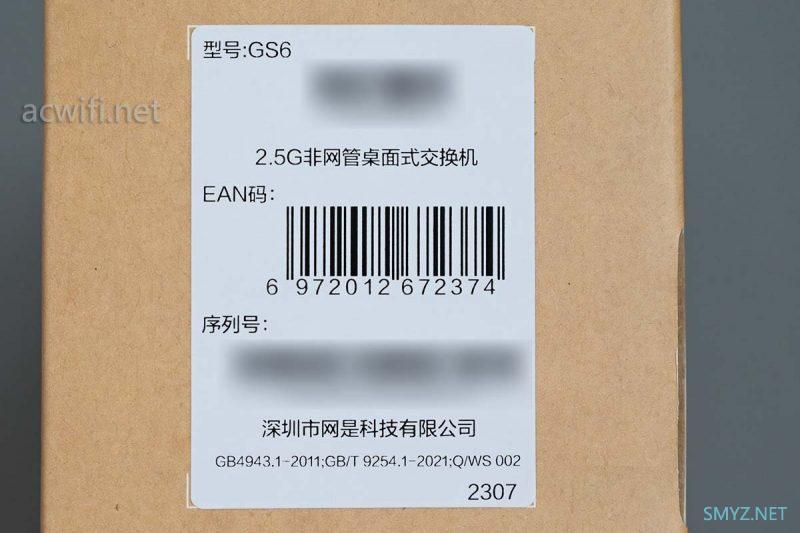 型号:GS6
acwifi.net
2.5G非网管桌面式交换机
EAN码:
6 972012 672374
序列号:
深圳市网是科技有限公司
GB4943.1-2011;GB/T 9254.1-2021;Q/WS 002
2307
SMYZ.NET